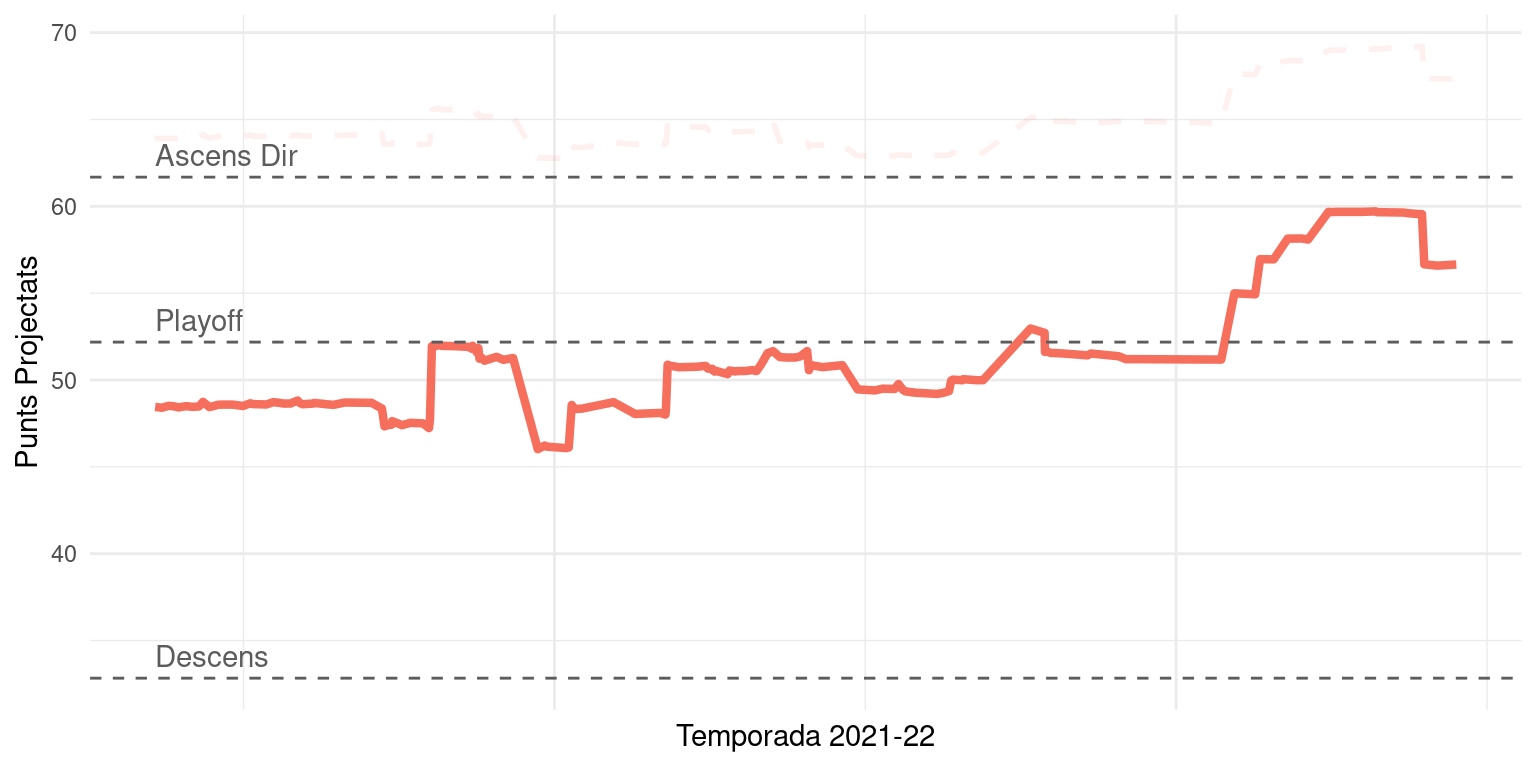 70
60
50
40
Punts Projectats
Ascens Dir
Playoff
Descens
Temporada 2021-22